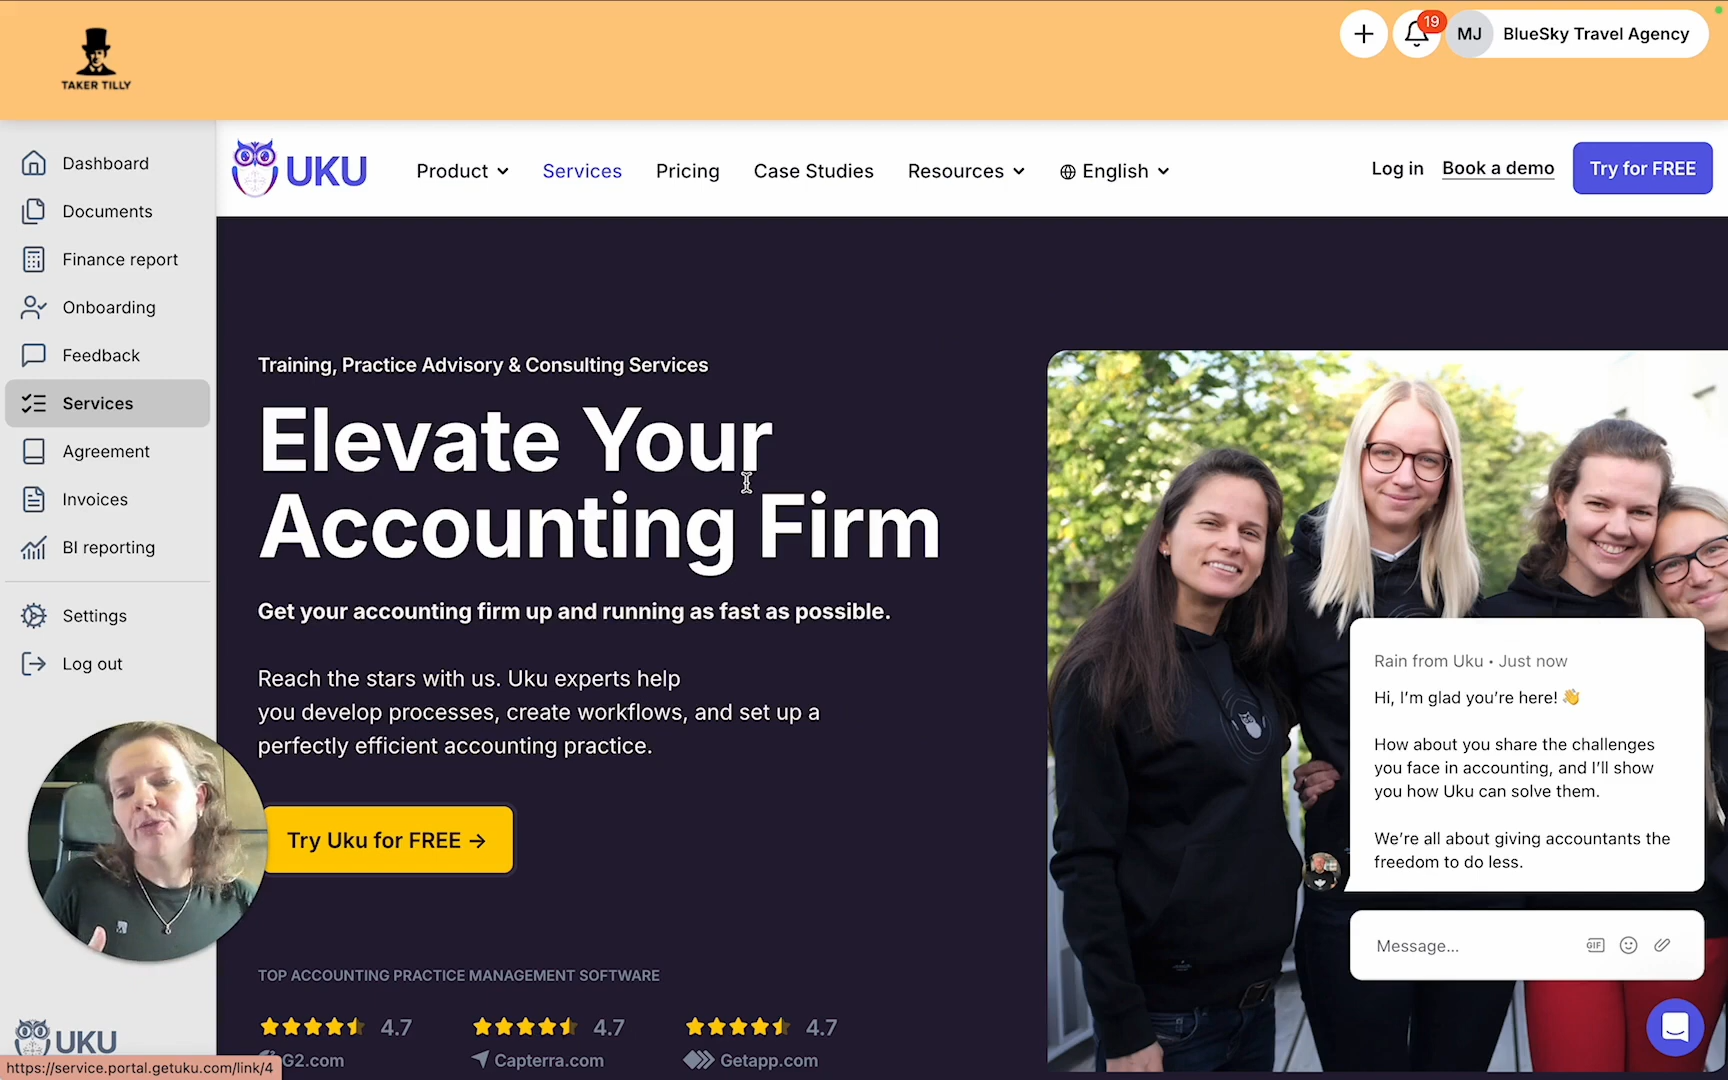 TAKER TILLY
19
MJ
BlueSky Travel Agency
Dashboard
Documents
Finance report
Onboarding
Feedback
Services
Agreement
Invoices
BI reporting
Settings
Log out
UKU
UKU
Product
Services
Pricing
Case Studies
Resources
English
Log in
Book a demo
Try for FREE
Training, Practice Advisory & Consulting Services
Elevate Your
Accounting Firm
Get your accounting firm up and running as fast as possible.
Reach the stars with us. Uku experts help
you develop processes, create workflows, and set up a
perfectly efficient accounting practice.
Try Uku for FREE →
TOP ACCOUNTING PRACTICE MANAGEMENT SOFTWARE
4.7
4.7
4.7
G2.com
Capterra.com
Getapp.com
Rain from Uku • Just now
Hi, I'm glad you're here! 👋
How about you share the challenges
you face in accounting, and I'll show
you how Uku can solve them.
We're all about giving accountants the
freedom to do less.
Message...
GIF
https://service.portal.getuku.com/link/4